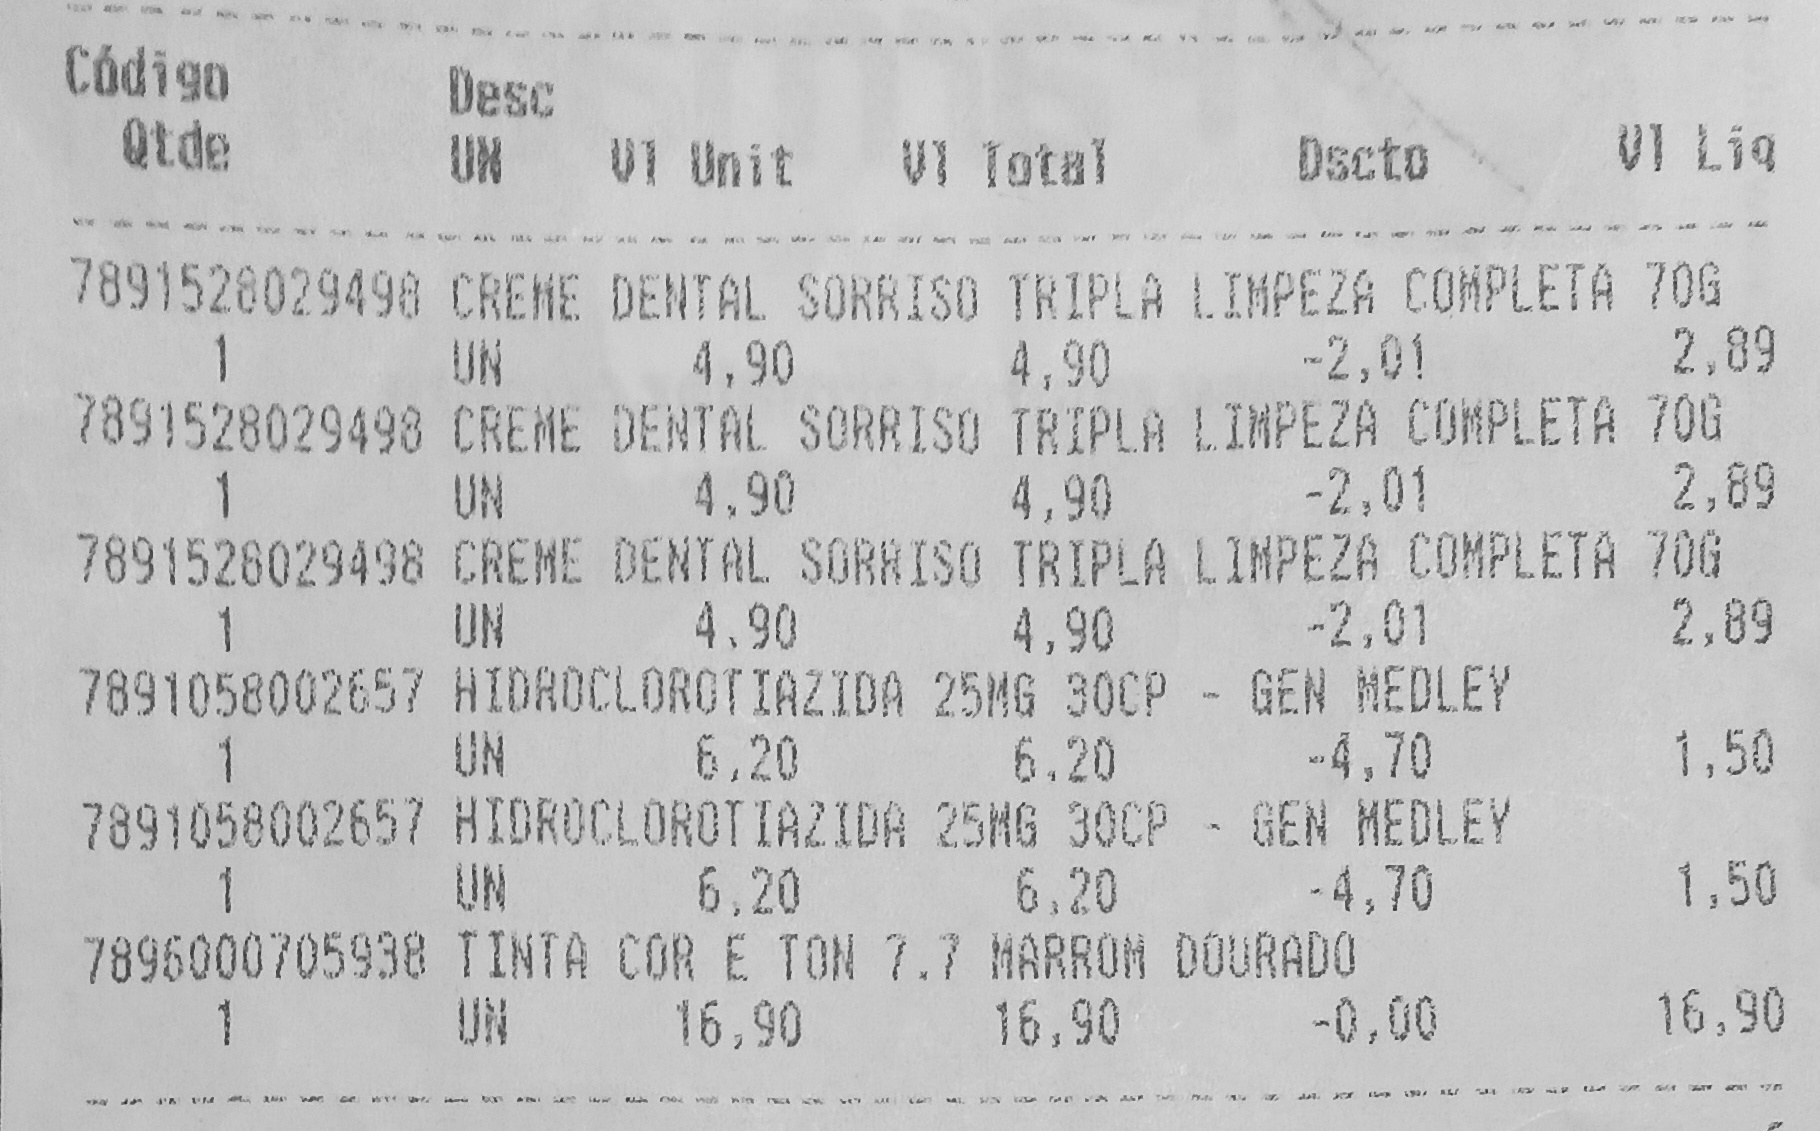 Código Desc
Qtde UN Vl Unit Vl Total Dscto Vl Liq
7891528029498 CREME DENTAL SORRISO TRIPLA LIMPEZA COMPLETA 70G
1 UN 4,90 4,90 -2,01 2,89
7891528029498 CREME DENTAL SORRISO TRIPLA LIMPEZA COMPLETA 70G
1 UN 4,90 4,90 -2,01 2,89
7891528029498 CREME DENTAL SORRISO TRIPLA LIMPEZA COMPLETA 70G
1 UN 4,90 4,90 -2,01 2,89
7891058002657 HIDROCLOROTIAZIDA 25MG 30CP - GEN MEDLEY
1 UN 6,20 6,20 -4,70 1,50
7891058002657 HIDROCLOROTIAZIDA 25MG 30CP - GEN MEDLEY
1 UN 6,20 6,20 -4,70 1,50
7896000705938 TINTA COR E TON 7.7 MARROM DOURADO
1 UN 16,90 16,90 -0,00 16,90